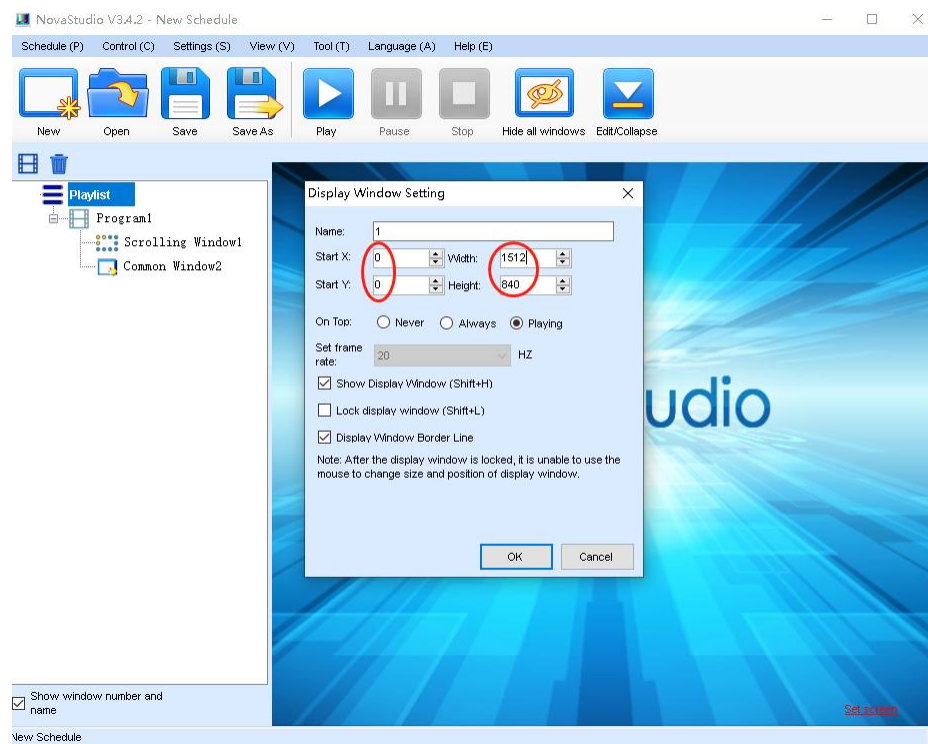 NovaStudio V3.4.2 - New Schedule
Schedule (P) Control (C) Settings (S) View (V) Tool (T) Language (A) Help (E)
New Open Save Save As Play Pause Stop Hide all windows Edit/Collapse
Playlist
Program1
Scrolling Window1
Common Window2
Display Window Setting
Name: 1
Start X: 0 Width: 1512
Start Y: 0 Height: 840
On Top: Never Always Playing
Set frame
rate: 20 HZ
Show Display Window (Shift+H)
Lock display window (Shift+L)
Display Window Border Line
Note: After the display window is locked, it is unable to use the
mouse to change size and position of display window.
OK Cancel
udio
Show window number and
name
Set screen
New Schedule